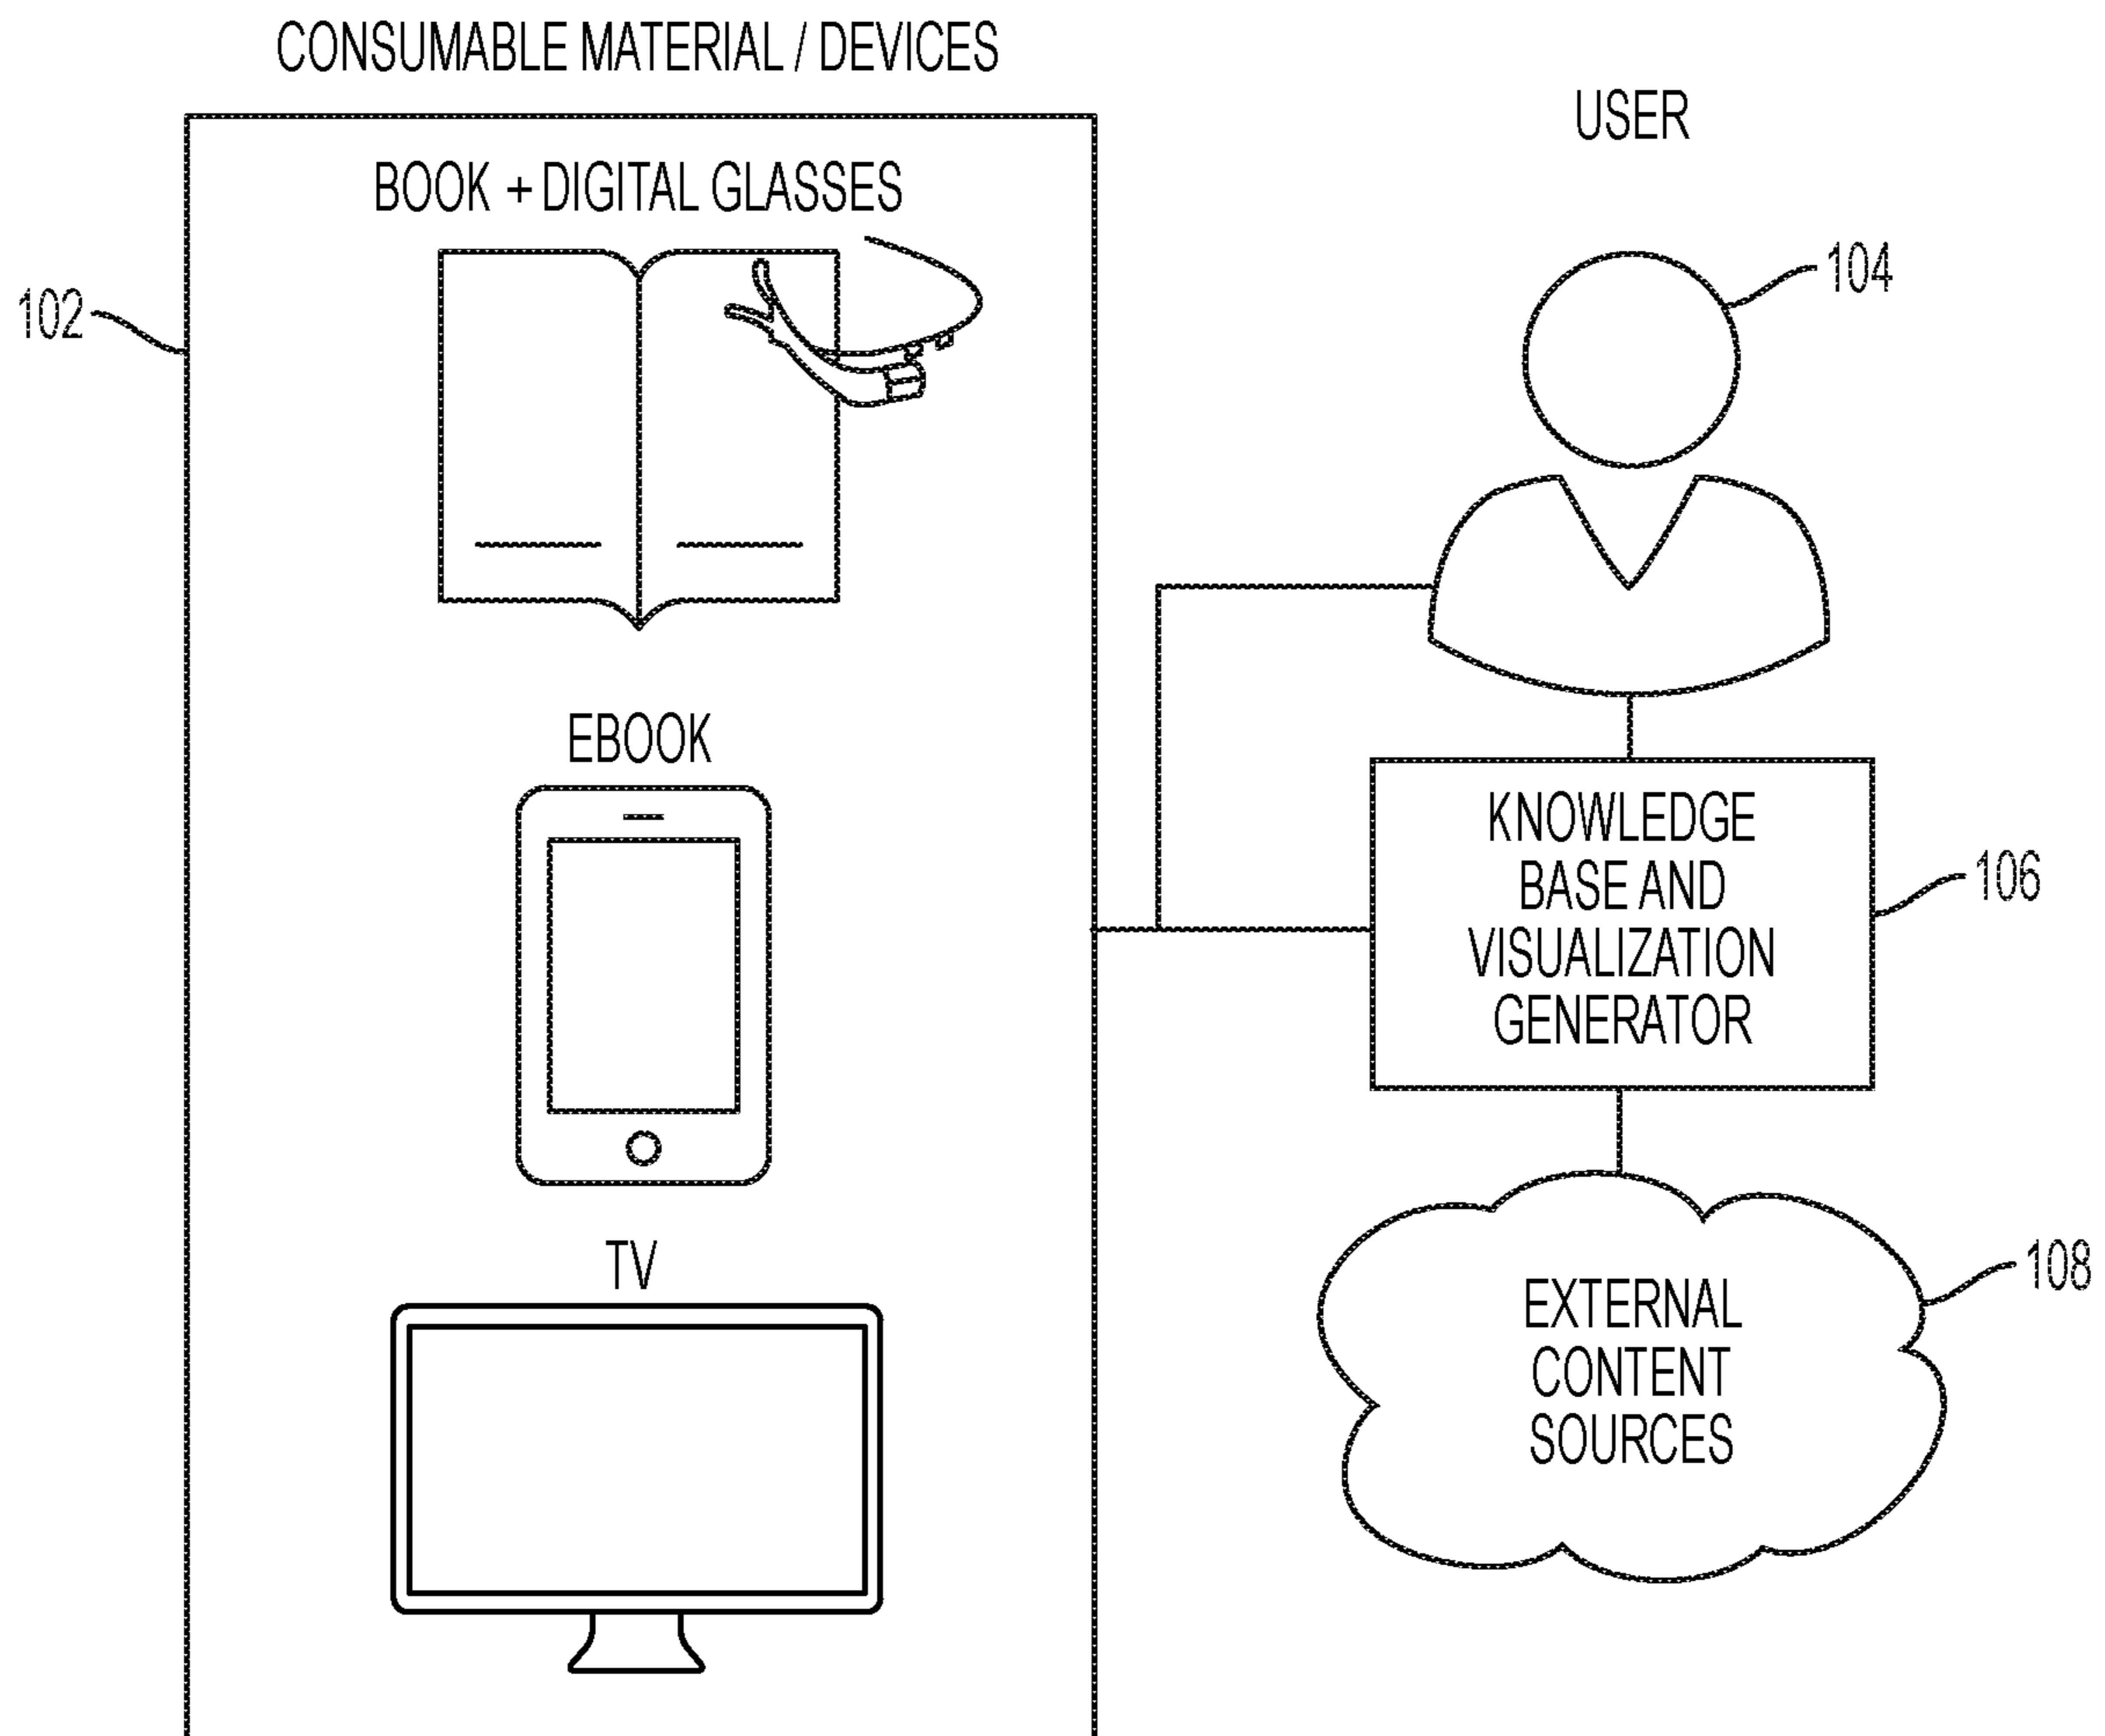 CONSUMABLE MATERIAL / DEVICES
USER
BOOK + DIGITAL GLASSES
102
104
EBOOK
KNOWLEDGE
BASE AND
VISUALIZATION
GENERATOR
106
TV
EXTERNAL
CONTENT
SOURCES
108